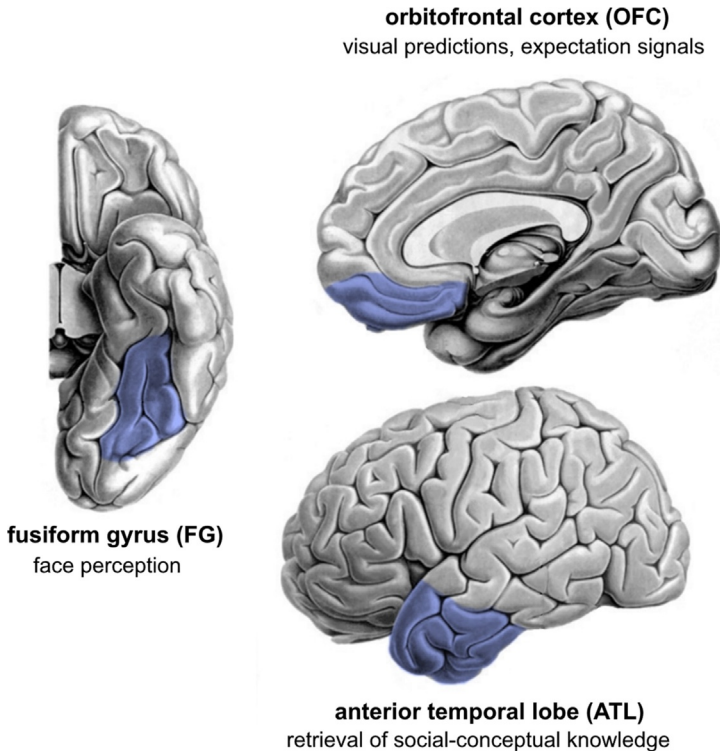 orbitofrontal cortex (OFC)
visual predictions, expectation signals
fusiform gyrus (FG)
face perception
anterior temporal lobe (ATL)
retrieval of social-conceptual knowledge